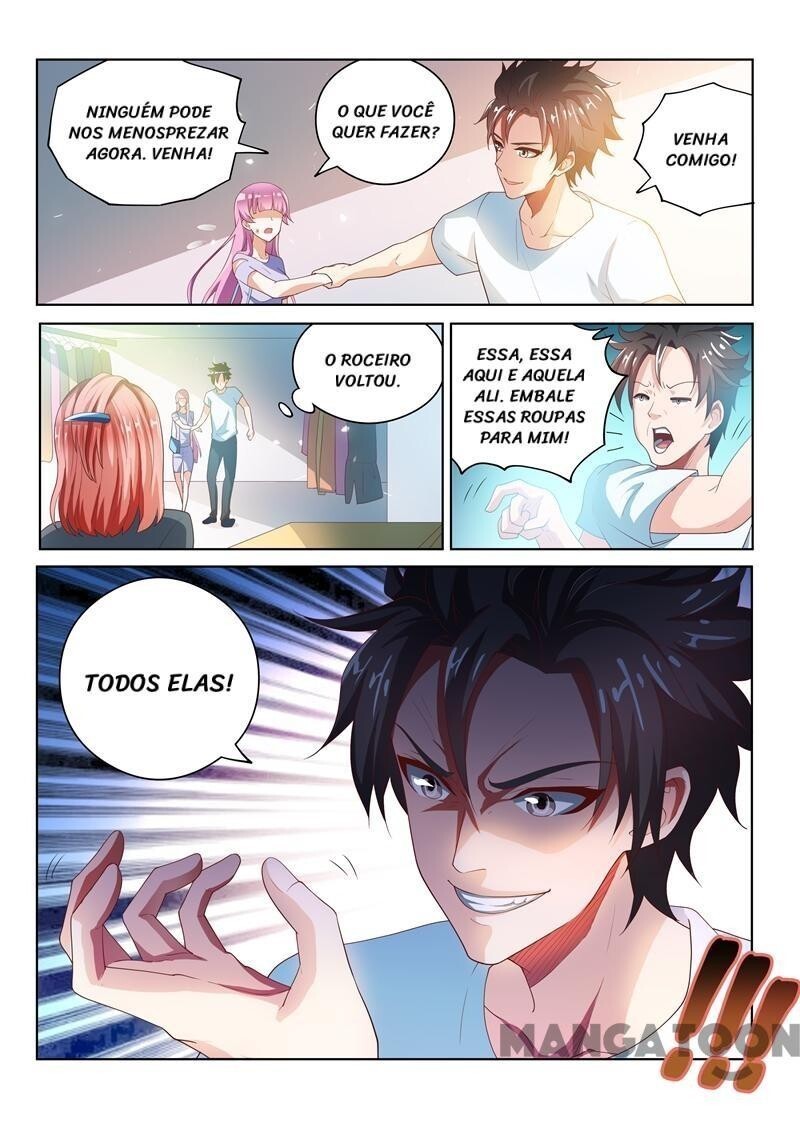 NINGUÉM PODE
NOS MENOSPREZAR
AGORA. VENHA!
O QUE VOCÊ
QUER FAZER?
VENHA
COMIGO!
O ROCEIRO
VOLTOU.
ESSA, ESSA
AQUI E AQUELA
ALI. EMBALE
ESSAS ROUPAS
PARA MIM!
TODOS ELAS!
!!!
MANGATOON